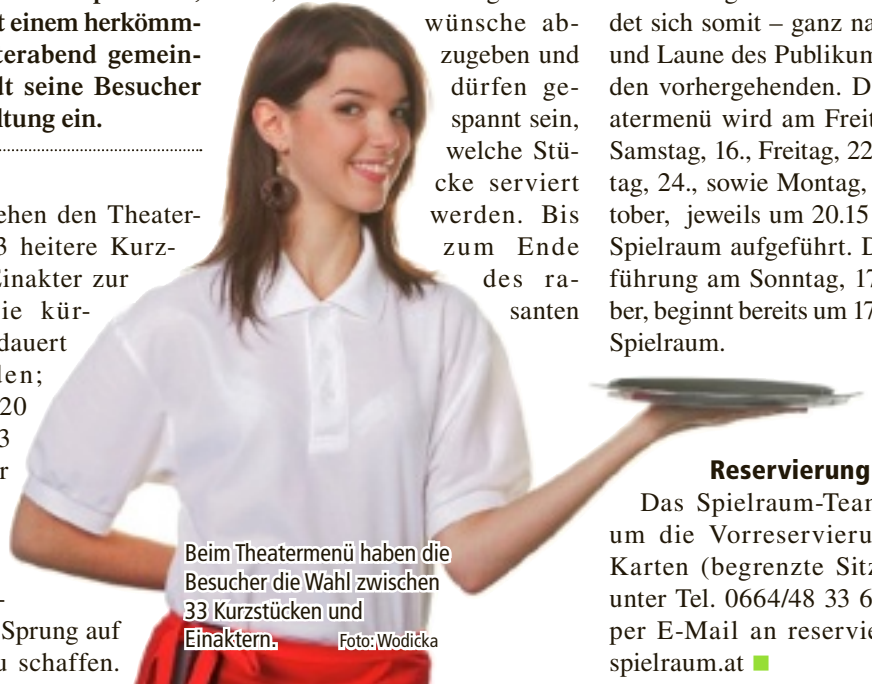 t einem herkömm-
terabend gemein-
dt seine Besucher
ltung ein.
ehen den Theater-
3 heitere Kurz-
Einakter zur
ie kür-
dauert
den;
20
3
r
-
Sprung auf
u schaffen.
wünsche ab-
zugeben und
dürfen ge-
spannt sein,
welche Stü-
cke serviert
werden. Bis
zum Ende
des ra-
santen
Beim Theatermenü haben die
Besucher die Wahl zwischen
33 Kurzstücken und
Einaktern. Foto: Wodicka
det sich somit – ganz na
und Laune des Publikum
den vorhergehenden. D
atermenü wird am Freit
Samstag, 16., Freitag, 22
tag, 24., sowie Montag,
tober, jeweils um 20.15
Spielraum aufgeführt. D
führung am Sonntag, 17
ber, beginnt bereits um 17
Spielraum.
Reservierung
Das Spielraum-Team
um die Vorreservieru
Karten (begrenzte Sitz
unter Tel. 0664/48 33 6
per E-Mail an reservie
spielraum.at